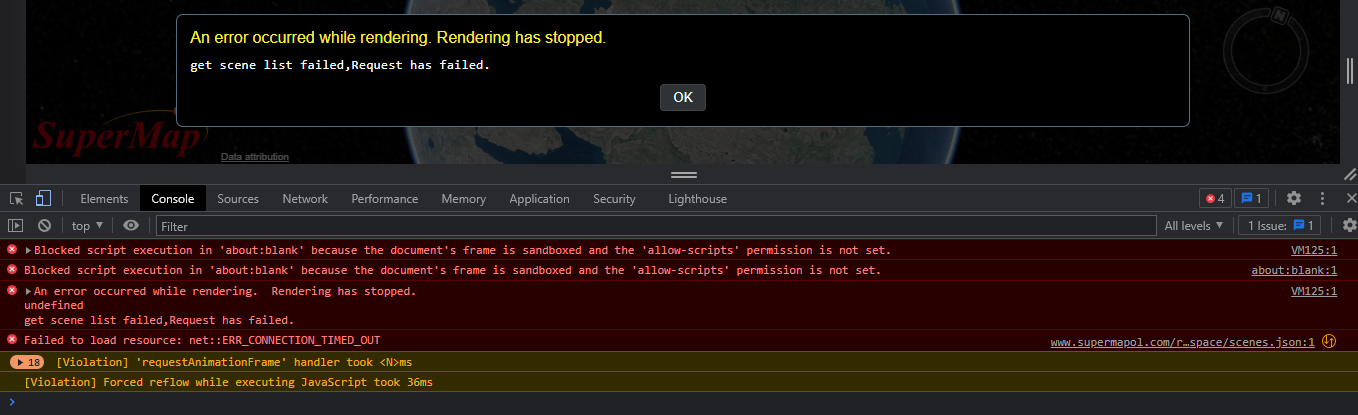 An error occurred while rendering. Rendering has stopped.
get scene list failed,Request has failed.
OK
N
SuperMap
Data attribution
Elements Console Sources Network Performance Memory Lighthouse Application Security Lighthouse
4 1
top Filter All levels 1 Issue: 1
Blocked script execution in 'about:blank' because the document's frame is sandboxed and the 'allow-scripts' permission is not set. VM125:1
Blocked script execution in 'about:blank' because the document's frame is sandboxed and the 'allow-scripts' permission is not set. about:blank:1
An error occurred while rendering.  Rendering has stopped. VM125:1
undefined
get scene list failed,Request has failed.
Failed to load resource: net::ERR_CONNECTION_TIMED_OUT www.supermapol.com/r…space/scenes.json:1
18 [Violation] 'requestAnimationFrame' handler took <N>ms
[Violation] Forced reflow while executing JavaScript took 36ms